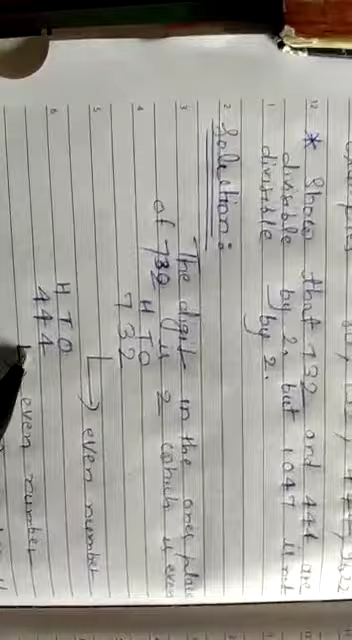 * Show that 732 and 444 are
divisible by 2, but 1047 is not
divisible by 2.
Solution:
The digit in the ones place
of 732 is 2 which is even
H T O
7 3 2
→ even number
H T O
4 4 4
even number